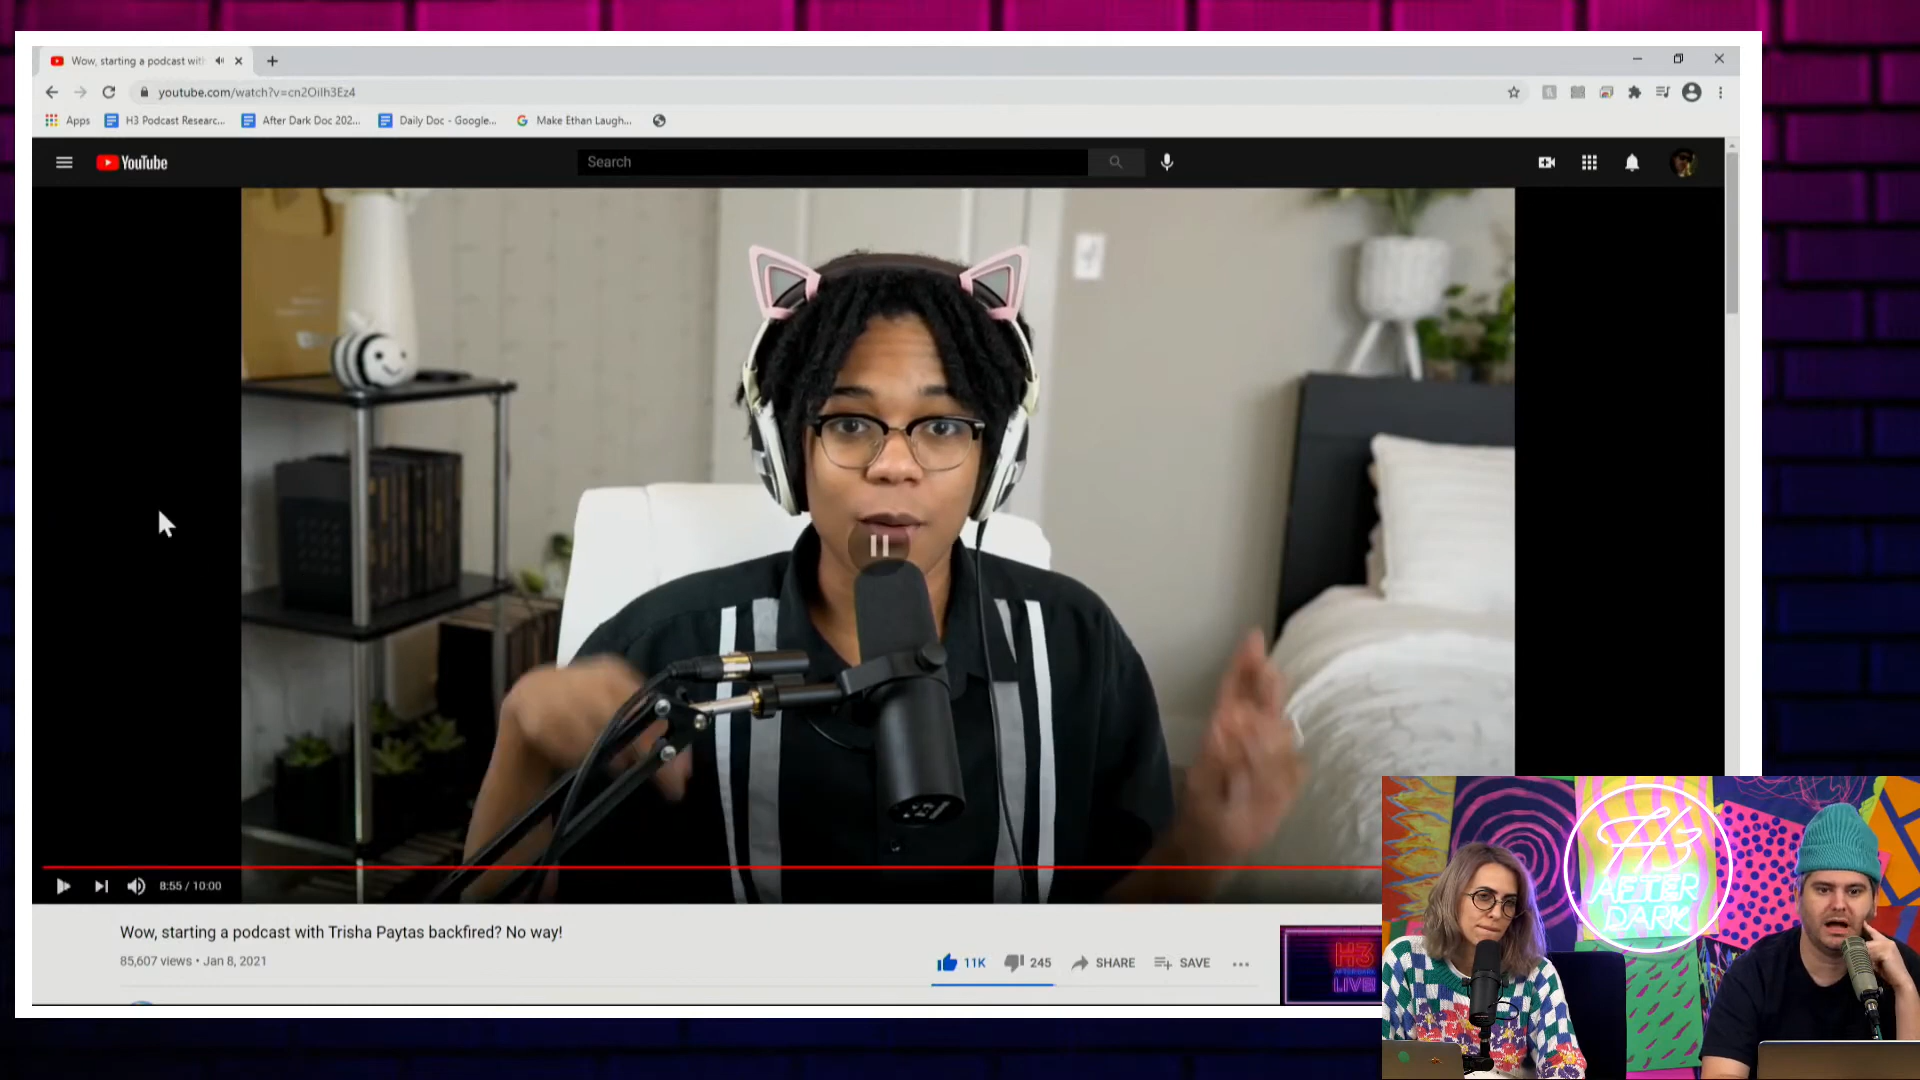 Wow, starting a podcast wit
youtube.com/watch?v=cn2OiIh3Ez4
Apps
H3 Podcast Researc...
After Dark Doc 202...
Daily Doc - Google...
Make Ethan Laugh...
YouTube
Search
8:55 / 10:00
Wow, starting a podcast with Trisha Paytas backfired? No way!
85,607 views • Jan 8, 2021
11K
245
SHARE
SAVE
H3
AFTER DARK
LIVE!
H3
AFTER
DARK